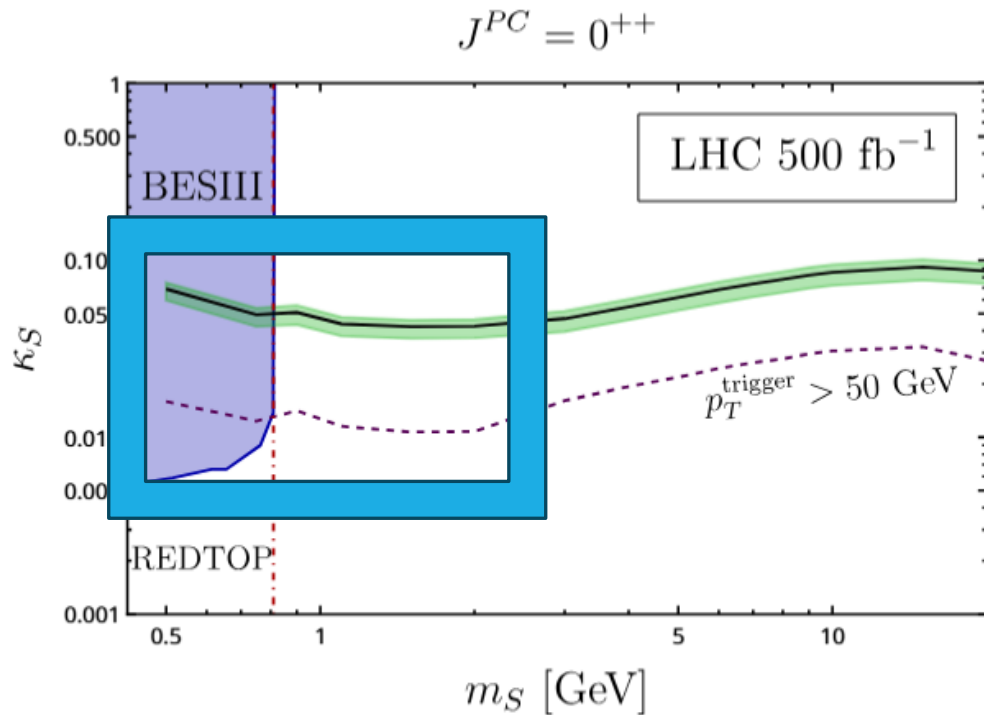 J^{PC} = 0^{++}
1
0.500
BESIII
LHC 500 fb⁻¹
0.10
0.05
κ_S
p_T^{trigger} > 50 GeV
0.01
0.00
REDTOP
0.001
0.5 1 5 10
m_S [GeV]